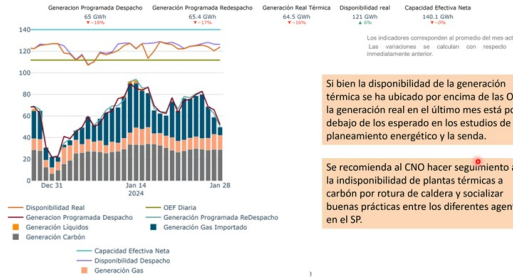 Generacion Programada Despacho
Generación Programada Redespacho
Generación Real Térmica
Disponibilidad real
Capacidad Efectiva Neta
65 GWh
65.4 GWh
64.5 GWh
121 GWh
140.1 GWh
▼-18%
▼-17%
▼-16%
▲ 6%
▼-0%
Los indicadores corresponden al promedio del mes act
Las variaciones se calculan con respecto
inmediatamente anterior.
140
120
100
80
60
40
20
0
Dec 31
Jan 14
Jan 28
2024
Disponibilidad Real
OEF Diaria
Generacion Programada Despacho
Generación Programada ReDespacho
Generación Líquidos
Generación Gas Importado
Generación Carbón
Capacidad Efectiva Neta
Disponibilidad Despacho
Generación Gas
Si bien la disponibilidad de la generación
térmica se ha ubicado por encima de las O
la generación real en el último mes está po
debajo de los esperado en los estudios de
planeamiento energético y la senda.
Se recomienda al CNO hacer seguimiento a
la indisponibilidad de plantas térmicas a
carbón por rotura de caldera y socializar
buenas prácticas entre los diferentes agen
en el SP.